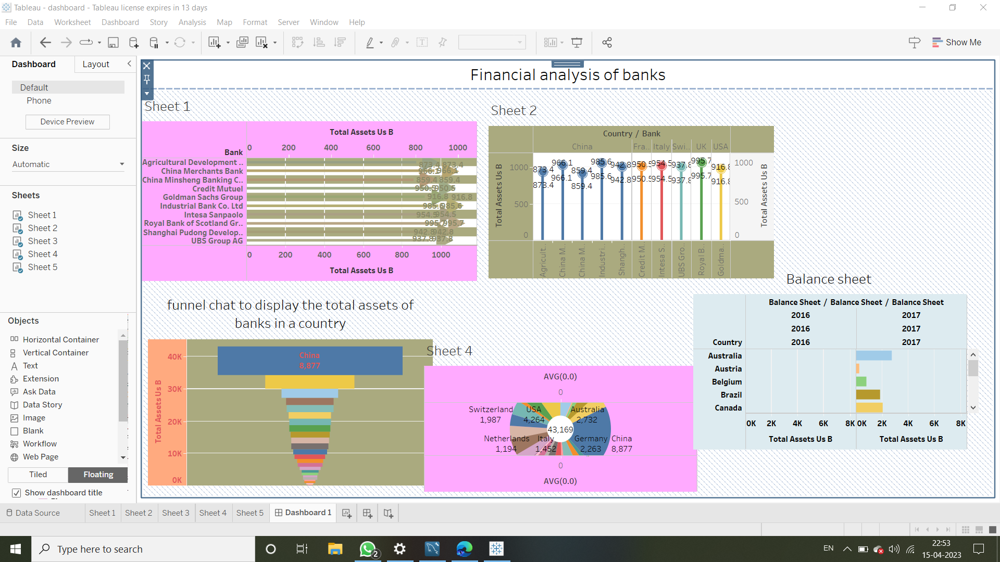 Tableau - dashboard - Tableau license expires in 13 days
File Data Worksheet Dashboard Story Analysis Map Format Server Window Help
Show Me
Dashboard Layout
Default
Phone
Device Preview
Size
Automatic
Sheets
Sheet 1
Sheet 2
Sheet 3
Sheet 4
Sheet 5
Objects
Horizontal Container
Vertical Container
Text
Extension
Ask Data
Data Story
Image
Blank
Workflow
Web Page
Tiled Floating
Show dashboard title
Financial analysis of banks
Sheet 1
Total Assets Us B
0 200 400 600 800 1000
Bank
Agricultural Development .. 873.4 873.4
China Merchants Bank 966.1 966.1
China Minsheng Banking C.. 859.4 859.4
Credit Mutuel 950.5 950.5
Goldman Sachs Group 916.8 916.8
Industrial Bank Co. Ltd 985.6 985.6
Intesa Sanpaolo 954.5 954.5
Royal Bank of Scotland Gr.. 995.7 995.7
Shanghai Pudong Develop.. 942.8 942.8
UBS Group AG 937.8 937.8
0 200 400 600 800 1000
Total Assets Us B
Sheet 2
Country / Bank
China Fra.. Italy Swi.. UK USA
Total Assets Us B
1000
500
0
873.4 966.1 859.4 985.6 942.8 950.5 954.5 937.8 995.7 916.8
873.4 966.1 859.4 985.6 942.8 950.5 954.5 937.8 995.7 916.8
1000
500
0
Total Assets Us B
Agricult.. China M.. China M.. Industri.. Shangh.. Credit M.. Intesa S.. UBS Gro.. Royal B.. Goldma..
funnel chat to display the total assets of
banks in a country
Total Assets Us B
40K
30K
20K
10K
0K
China
8,877
Sheet 4
AVG(0.0)
0
Switzerland
1,987
USA
4,264
Australia
2,732
43,169
Netherlands
1,194
Italy
1,452
Germany
2,263
China
8,877
0
AVG(0.0)
Balance sheet
Balance Sheet / Balance Sheet / Balance Sheet
2016 2017
2016 2017
Country 2016 2017
Australia
Austria
Belgium
Brazil
Canada
0K 2K 4K 6K 8K 0K 2K 4K 6K 8K
Total Assets Us B Total Assets Us B
Data Source Sheet 1 Sheet 2 Sheet 3 Sheet 4 Sheet 5 Dashboard 1
Type here to search
2
EN
22:53
15-04-2023